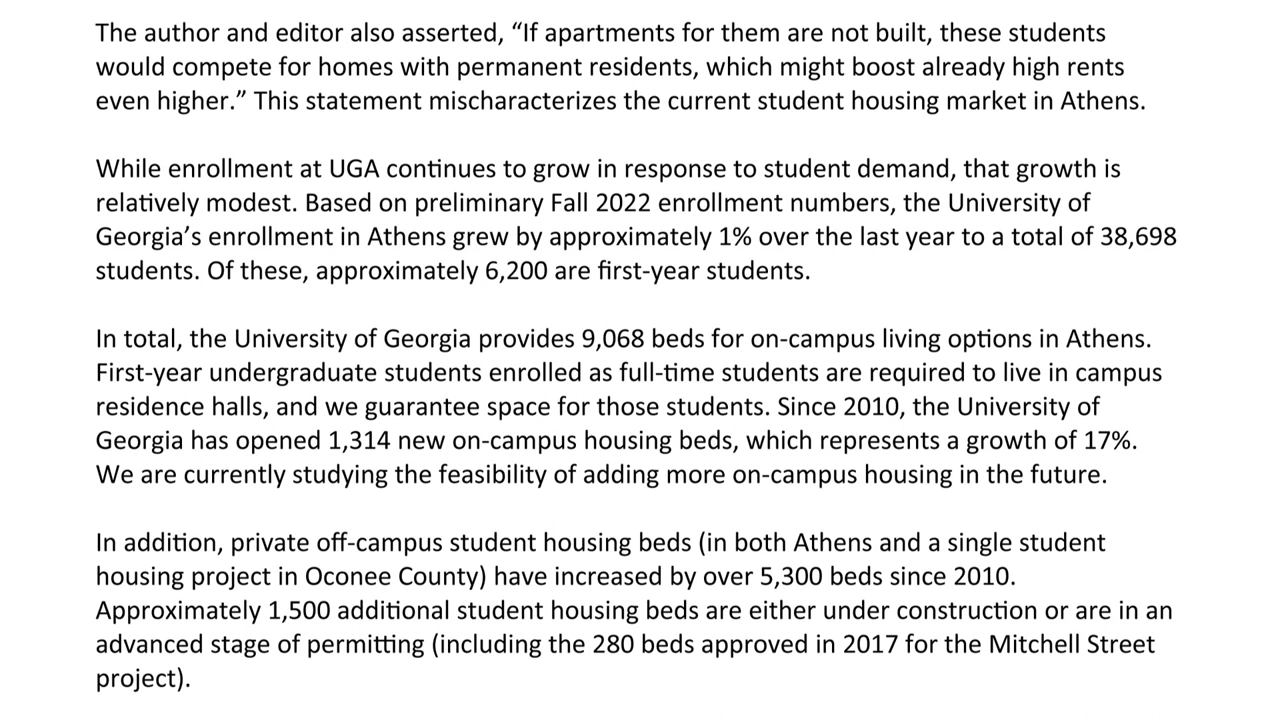 The author and editor also asserted, “If apartments for them are not built, these students
would compete for homes with permanent residents, which might boost already high rents
even higher.” This statement mischaracterizes the current student housing market in Athens.
While enrollment at UGA continues to grow in response to student demand, that growth is
relatively modest. Based on preliminary Fall 2022 enrollment numbers, the University of
Georgia’s enrollment in Athens grew by approximately 1% over the last year to a total of 38,698
students. Of these, approximately 6,200 are first-year students.
In total, the University of Georgia provides 9,068 beds for on-campus living options in Athens.
First-year undergraduate students enrolled as full-time students are required to live in campus
residence halls, and we guarantee space for those students. Since 2010, the University of
Georgia has opened 1,314 new on-campus housing beds, which represents a growth of 17%.
We are currently studying the feasibility of adding more on-campus housing in the future.
In addition, private off-campus student housing beds (in both Athens and a single student
housing project in Oconee County) have increased by over 5,300 beds since 2010.
Approximately 1,500 additional student housing beds are either under construction or are in an
advanced stage of permitting (including the 280 beds approved in 2017 for the Mitchell Street
project).